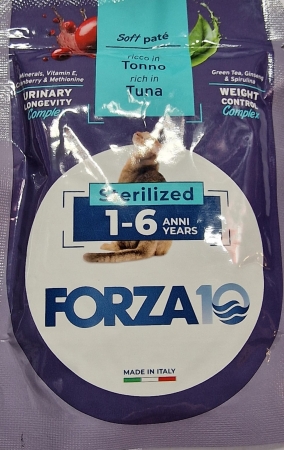 Soft paté
ricco in
Tonno
rich in
Tuna
Minerals, Vitamin E,
Cranberry & Methionine
URINARY
LONGEVITY
Complex
Green Tea, Ginseng
& Spirulina
WEIGHT
CONTROL
Complex
Sterilized
1-6 ANNI
YEARS
FORZA10
MADE IN ITALY